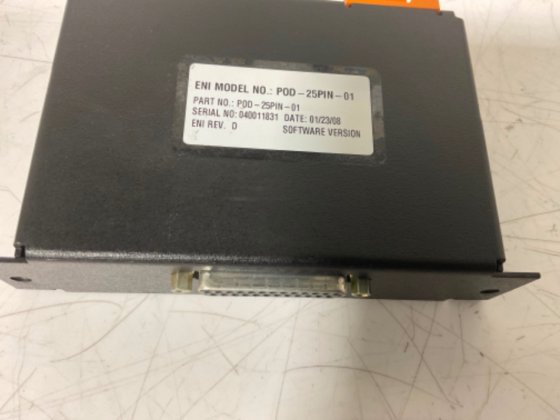 ENI MODEL NO.: POD-25PIN-01
PART NO.: POD-25PIN-01
SERIAL NO: 040011831 DATE: 01/23/08
ENI REV. D SOFTWARE VERSION